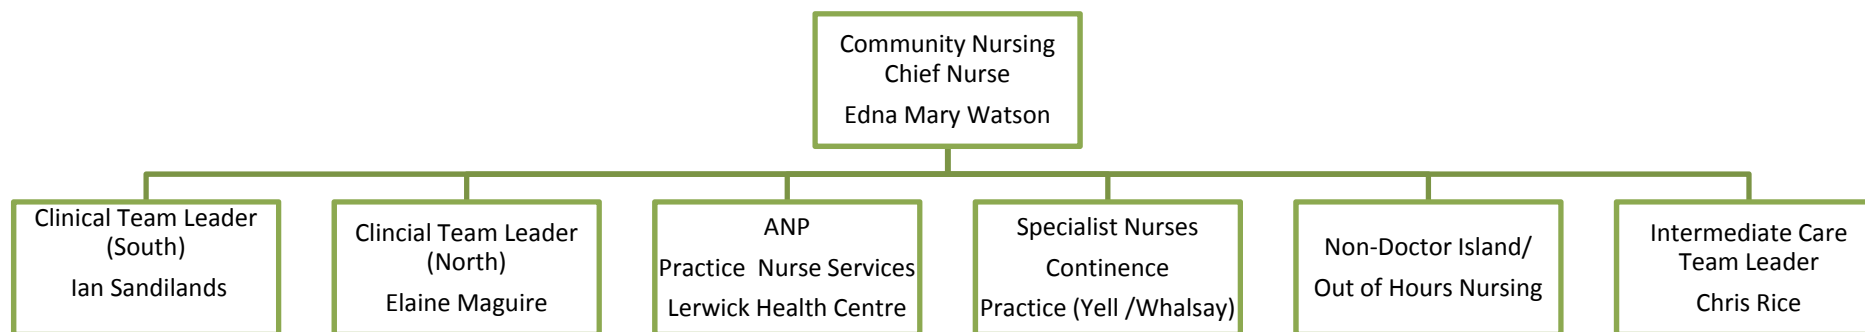 Community Nursing
Chief Nurse
Edna Mary Watson
Clinical Team Leader
(South)
Ian Sandilands
Clincial Team Leader
(North)
Elaine Maguire
ANP
Practice Nurse Services
Lerwick Health Centre
Specialist Nurses
Continence
Practice (Yell /Whalsay)
Non-Doctor Island/
Out of Hours Nursing
Intermediate Care
Team Leader
Chris Rice